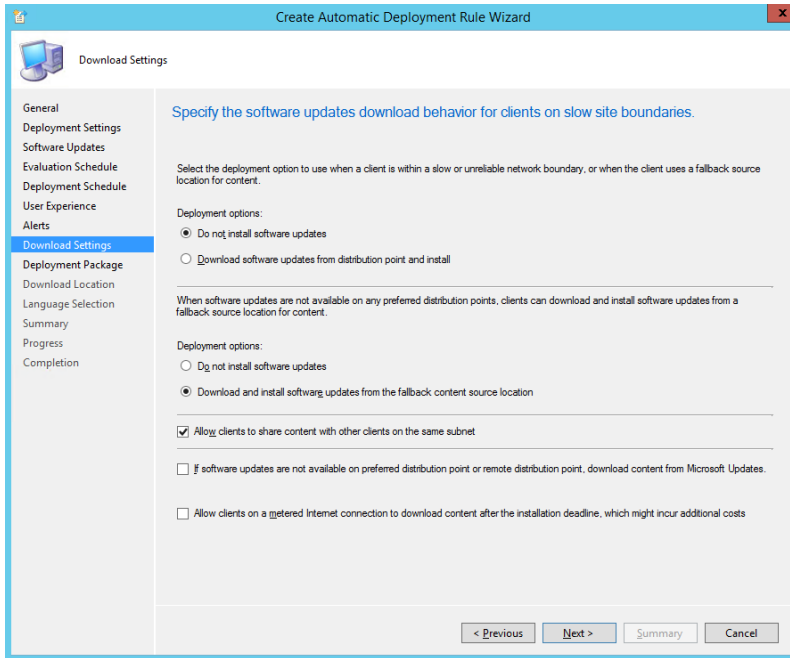 Create Automatic Deployment Rule Wizard
x
Download Settings
General
Deployment Settings
Software Updates
Evaluation Schedule
Deployment Schedule
User Experience
Alerts
Download Settings
Deployment Package
Download Location
Language Selection
Summary
Progress
Completion
Specify the software updates download behavior for clients on slow site boundaries.
Select the deployment option to use when a client is within a slow or unreliable network boundary, or when the client uses a fallback source
location for content.
Deployment options:
Do not install software updates
Download software updates from distribution point and install
When software updates are not available on any preferred distribution points, clients can download and install software updates from a
fallback source location for content.
Deployment options:
Do not install software updates
Download and install software updates from the fallback content source location
Allow clients to share content with other clients on the same subnet
If software updates are not available on preferred distribution point or remote distribution point, download content from Microsoft Updates.
Allow clients on a metered Internet connection to download content after the installation deadline, which might incur additional costs
< Previous
Next >
Summary
Cancel